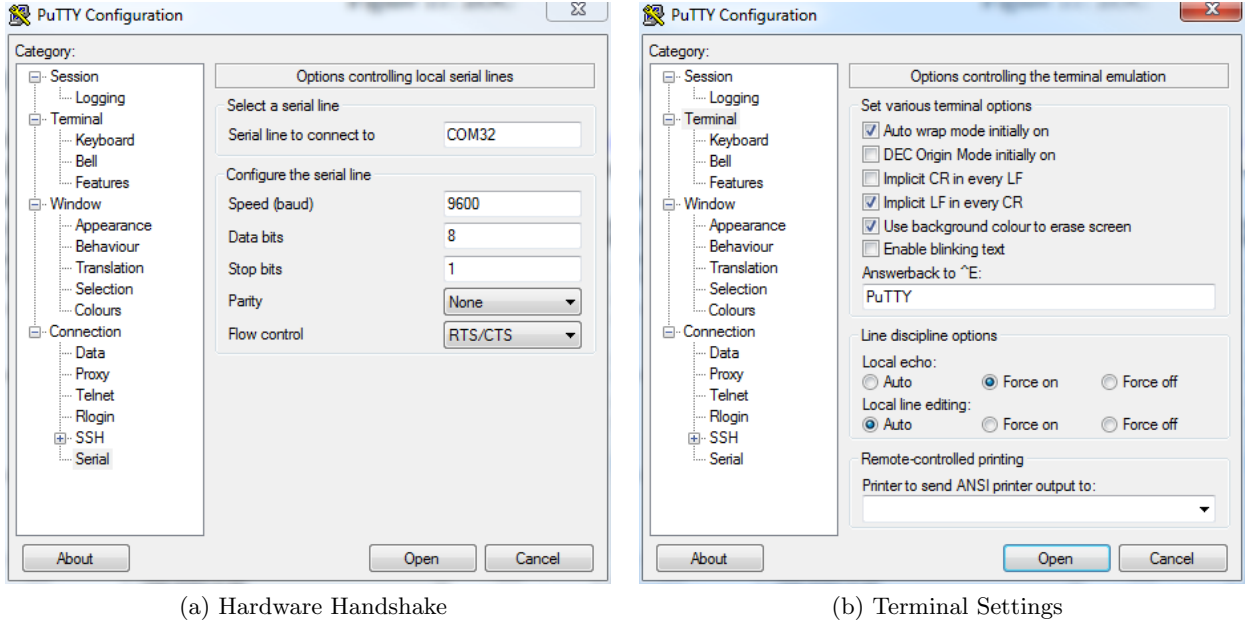 PuTTY Configuration
Category:
Session
Logging
Terminal
Keyboard
Bell
Features
Window
Appearance
Behaviour
Translation
Selection
Colours
Connection
Data
Proxy
Telnet
Rlogin
SSH
Serial
Options controlling local serial lines
Select a serial line
Serial line to connect to COM32
Configure the serial line
Speed (baud) 9600
Data bits 8
Stop bits 1
Parity None
Flow control RTS/CTS
About Open Cancel
(a) Hardware Handshake
PuTTY Configuration
Category:
Session
Logging
Terminal
Keyboard
Bell
Features
Window
Appearance
Behaviour
Translation
Selection
Colours
Connection
Data
Proxy
Telnet
Rlogin
SSH
Serial
Options controlling the terminal emulation
Set various terminal options
Auto wrap mode initially on
DEC Origin Mode initially on
Implicit CR in every LF
Implicit LF in every CR
Use background colour to erase screen
Enable blinking text
Answerback to ^E:
PuTTY
Line discipline options
Local echo:
Auto Force on Force off
Local line editing:
Auto Force on Force off
Remote-controlled printing
Printer to send ANSI printer output to:
About Open Cancel
(b) Terminal Settings